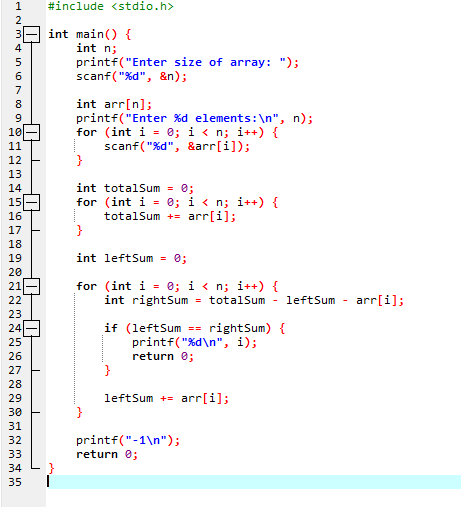 1 #include <stdio.h>
2
3 int main() {
4     int n;
5     printf("Enter size of array: ");
6     scanf("%d", &n);
7
8     int arr[n];
9     printf("Enter %d elements:\n", n);
10     for (int i = 0; i < n; i++) {
11         scanf("%d", &arr[i]);
12     }
13
14     int totalSum = 0;
15     for (int i = 0; i < n; i++) {
16         totalSum += arr[i];
17     }
18
19     int leftSum = 0;
20
21     for (int i = 0; i < n; i++) {
22         int rightSum = totalSum - leftSum - arr[i];
23
24         if (leftSum == rightSum) {
25             printf("%d\n", i);
26             return 0;
27         }
28
29         leftSum += arr[i];
30     }
31
32     printf("-1\n");
33     return 0;
34 }
35